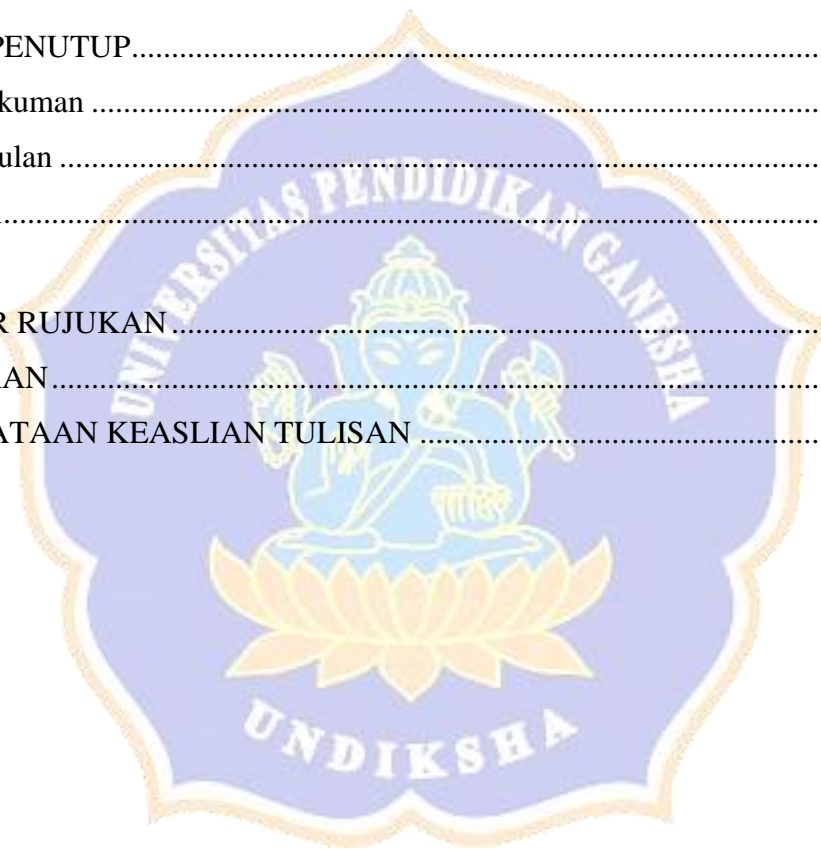 PENUTUP
kuman
ulan
R RUJUKAN
AN
ATAAN KEASLIAN TULISAN
UNIVERSITAS PENDIDIKAN GANESHA
UNDIKSHA